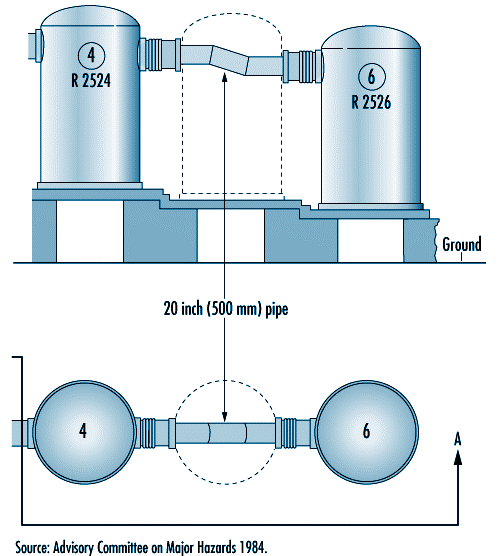 4
R 2524
6
R 2526
Ground
20 inch (500 mm) pipe
4
6
A
Source: Advisory Committee on Major Hazards 1984.